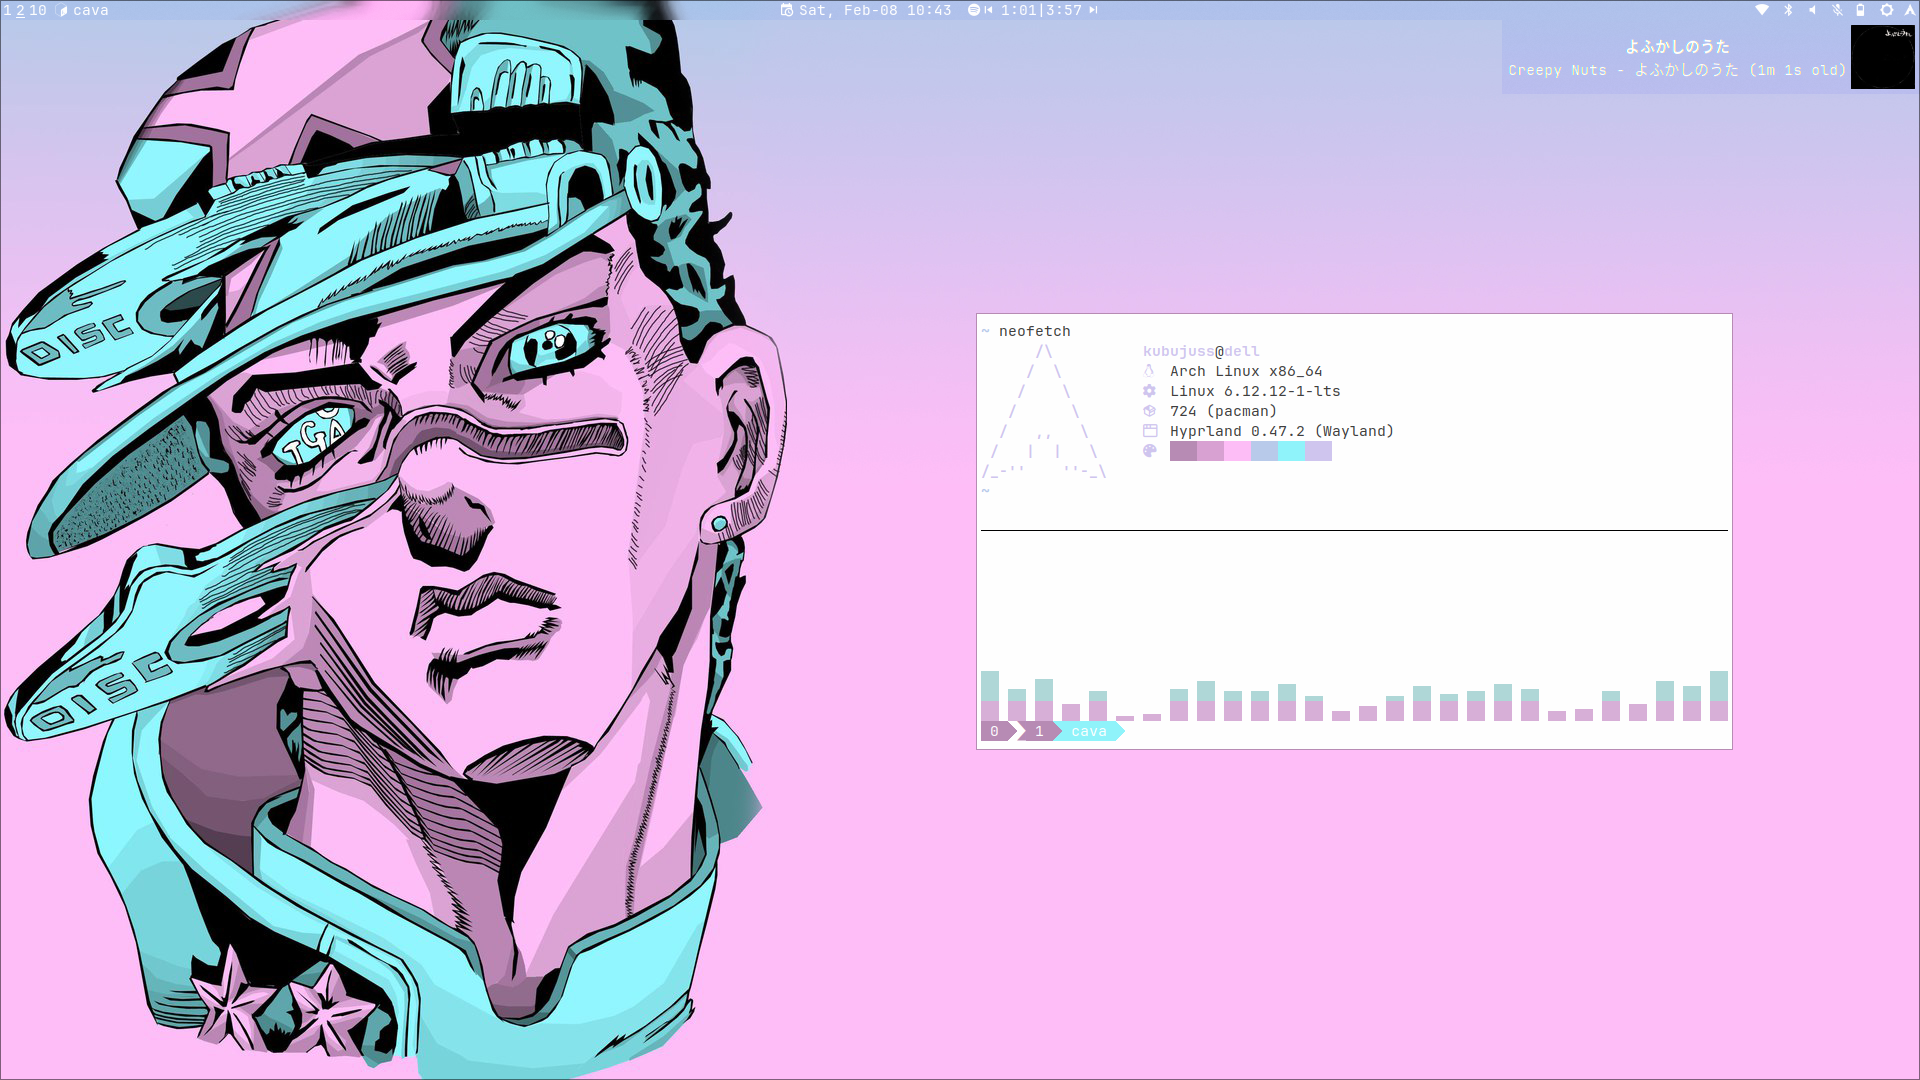 1 2 10 cava
Sat, Feb-08 10:43 1:01|3:57
よふかしのうた
Creepy Nuts - よふかしのうた (1m 1s old)
DISC
~ neofetch
kubujuss@dell
Arch Linux x86_64
Linux 6.12.12-1-lts
724 (pacman)
Hyprland 0.47.2 (Wayland)
~
DISC
0 1 cava